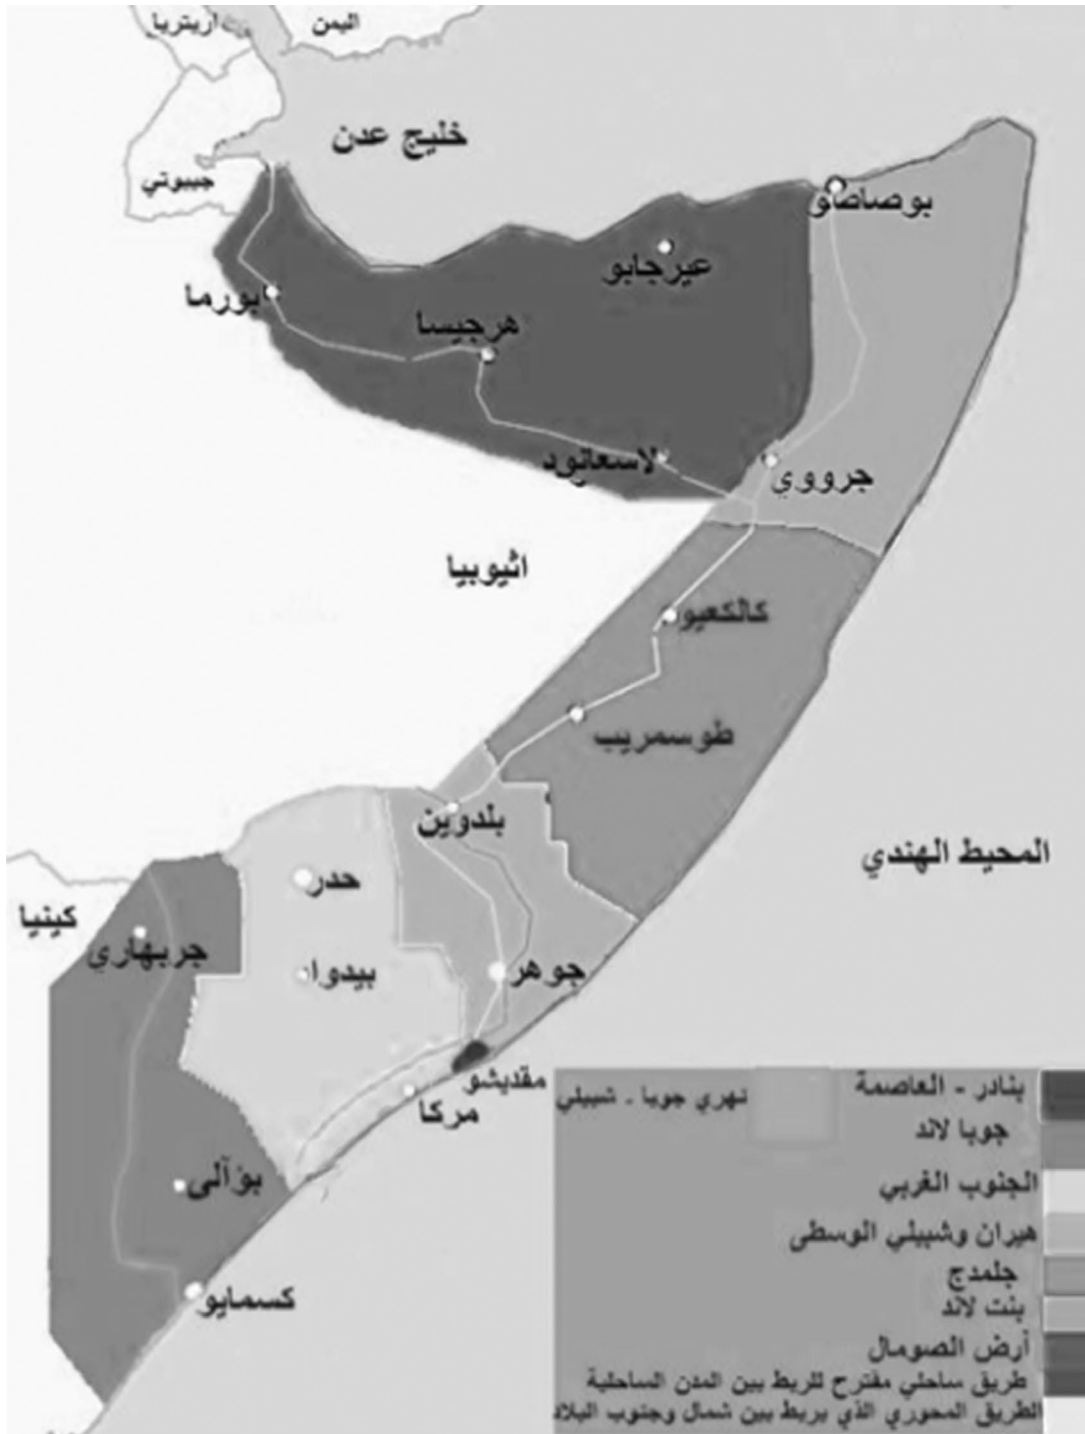 اليمن
اريتريا
خليج عدن
جيبوتي
بوصاصو
عيرجابو
بورما
هرجيسا
لاسعانود
جرووي
اثيوبيا
كالكعيو
طوسمريب
بلدوين
المحيط الهندي
حدر
كينيا
جربهاري
بيدوا
جوهر
مقديشو
مركا
بؤآلى
كسمايو
بنادر - العاصمة
نهري جوبا - شبيلي
جوبا لاند
الجنوب الغربي
هيران وشبيلي الوسطى
جلمدج
بنت لاند
أرض الصومال
طريق ساحلي مقترح للربط بين المدن الساحلية
الطريق المحوري الذي يربط بين شمال وجنوب البلاد